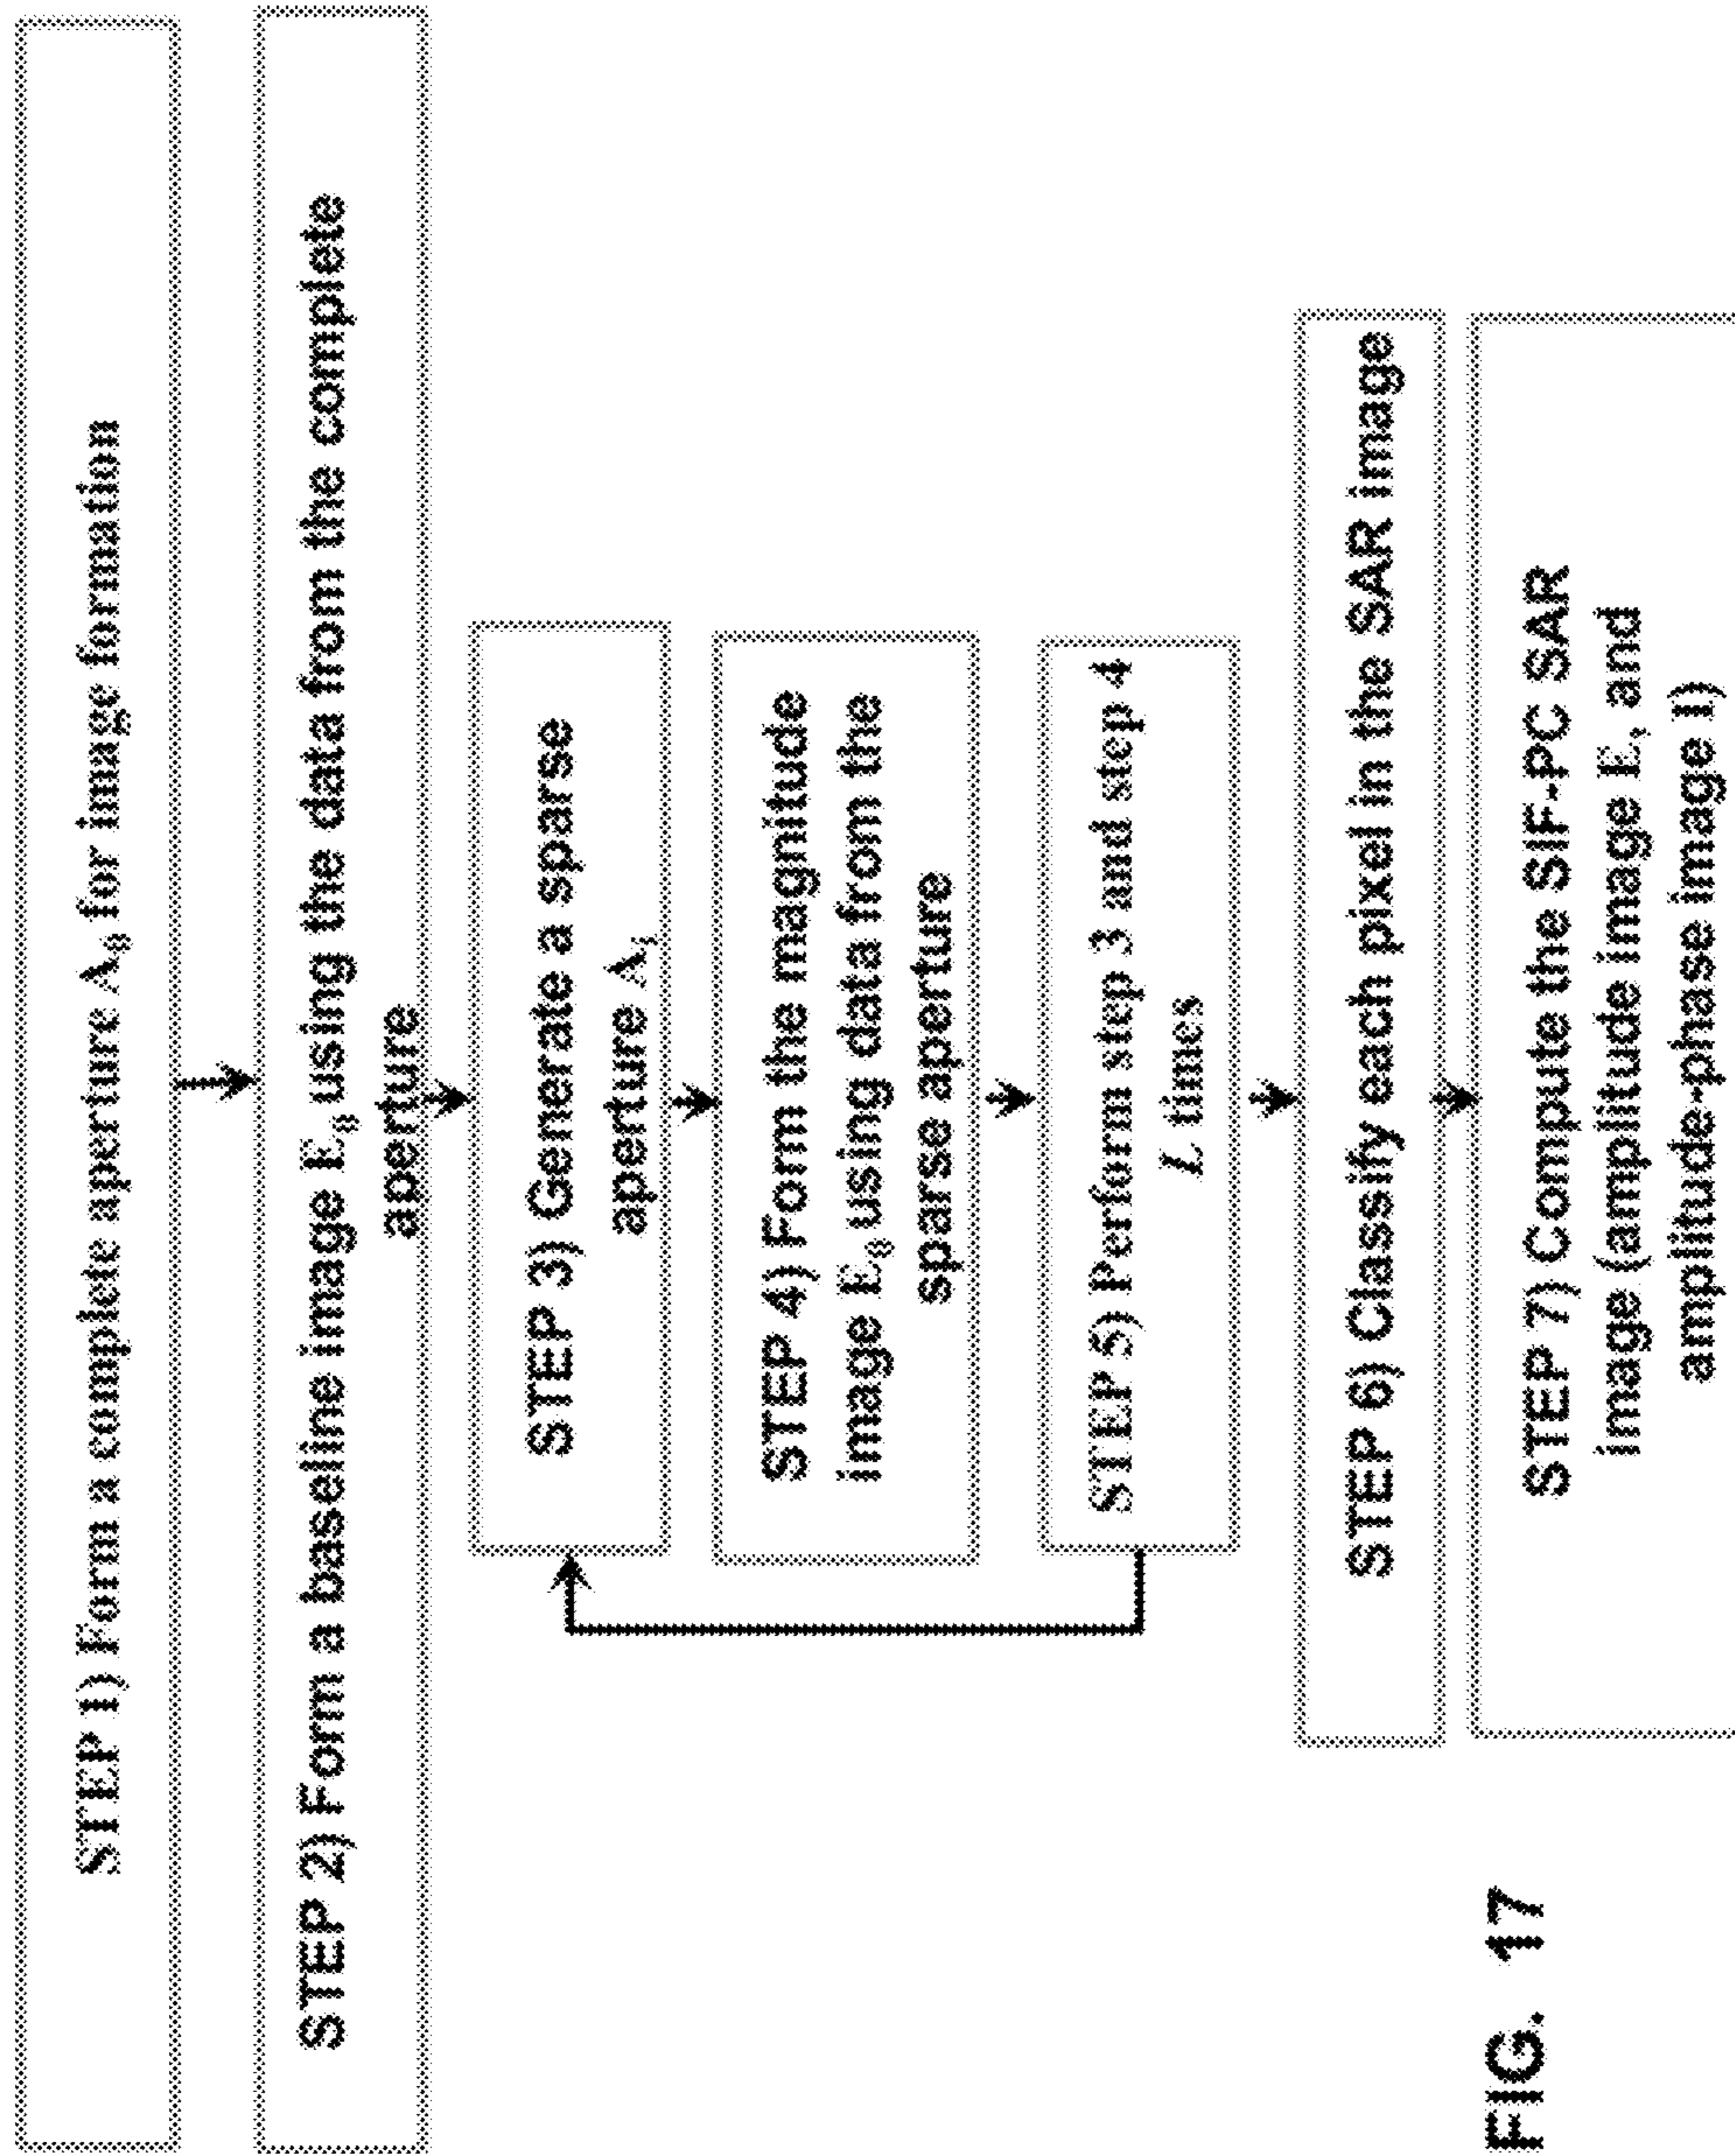 STEP 1) Form a complete aperture A₀ for image formation
STEP 2) Form a baseline image E₀ using the data from the complete
aperture
STEP 3) Generate a sparse
aperture Aₗ
STEP 4) Form the magnitude
image E₀ using data from the
sparse aperture
STEP 5) Perform step 3 and step 4
L times
STEP 6) Classify each pixel in the SAR image
STEP 7) Compute the SIF-PC SAR
image (amplitude image E, and
amplitude-phase image I)
FIG. 17